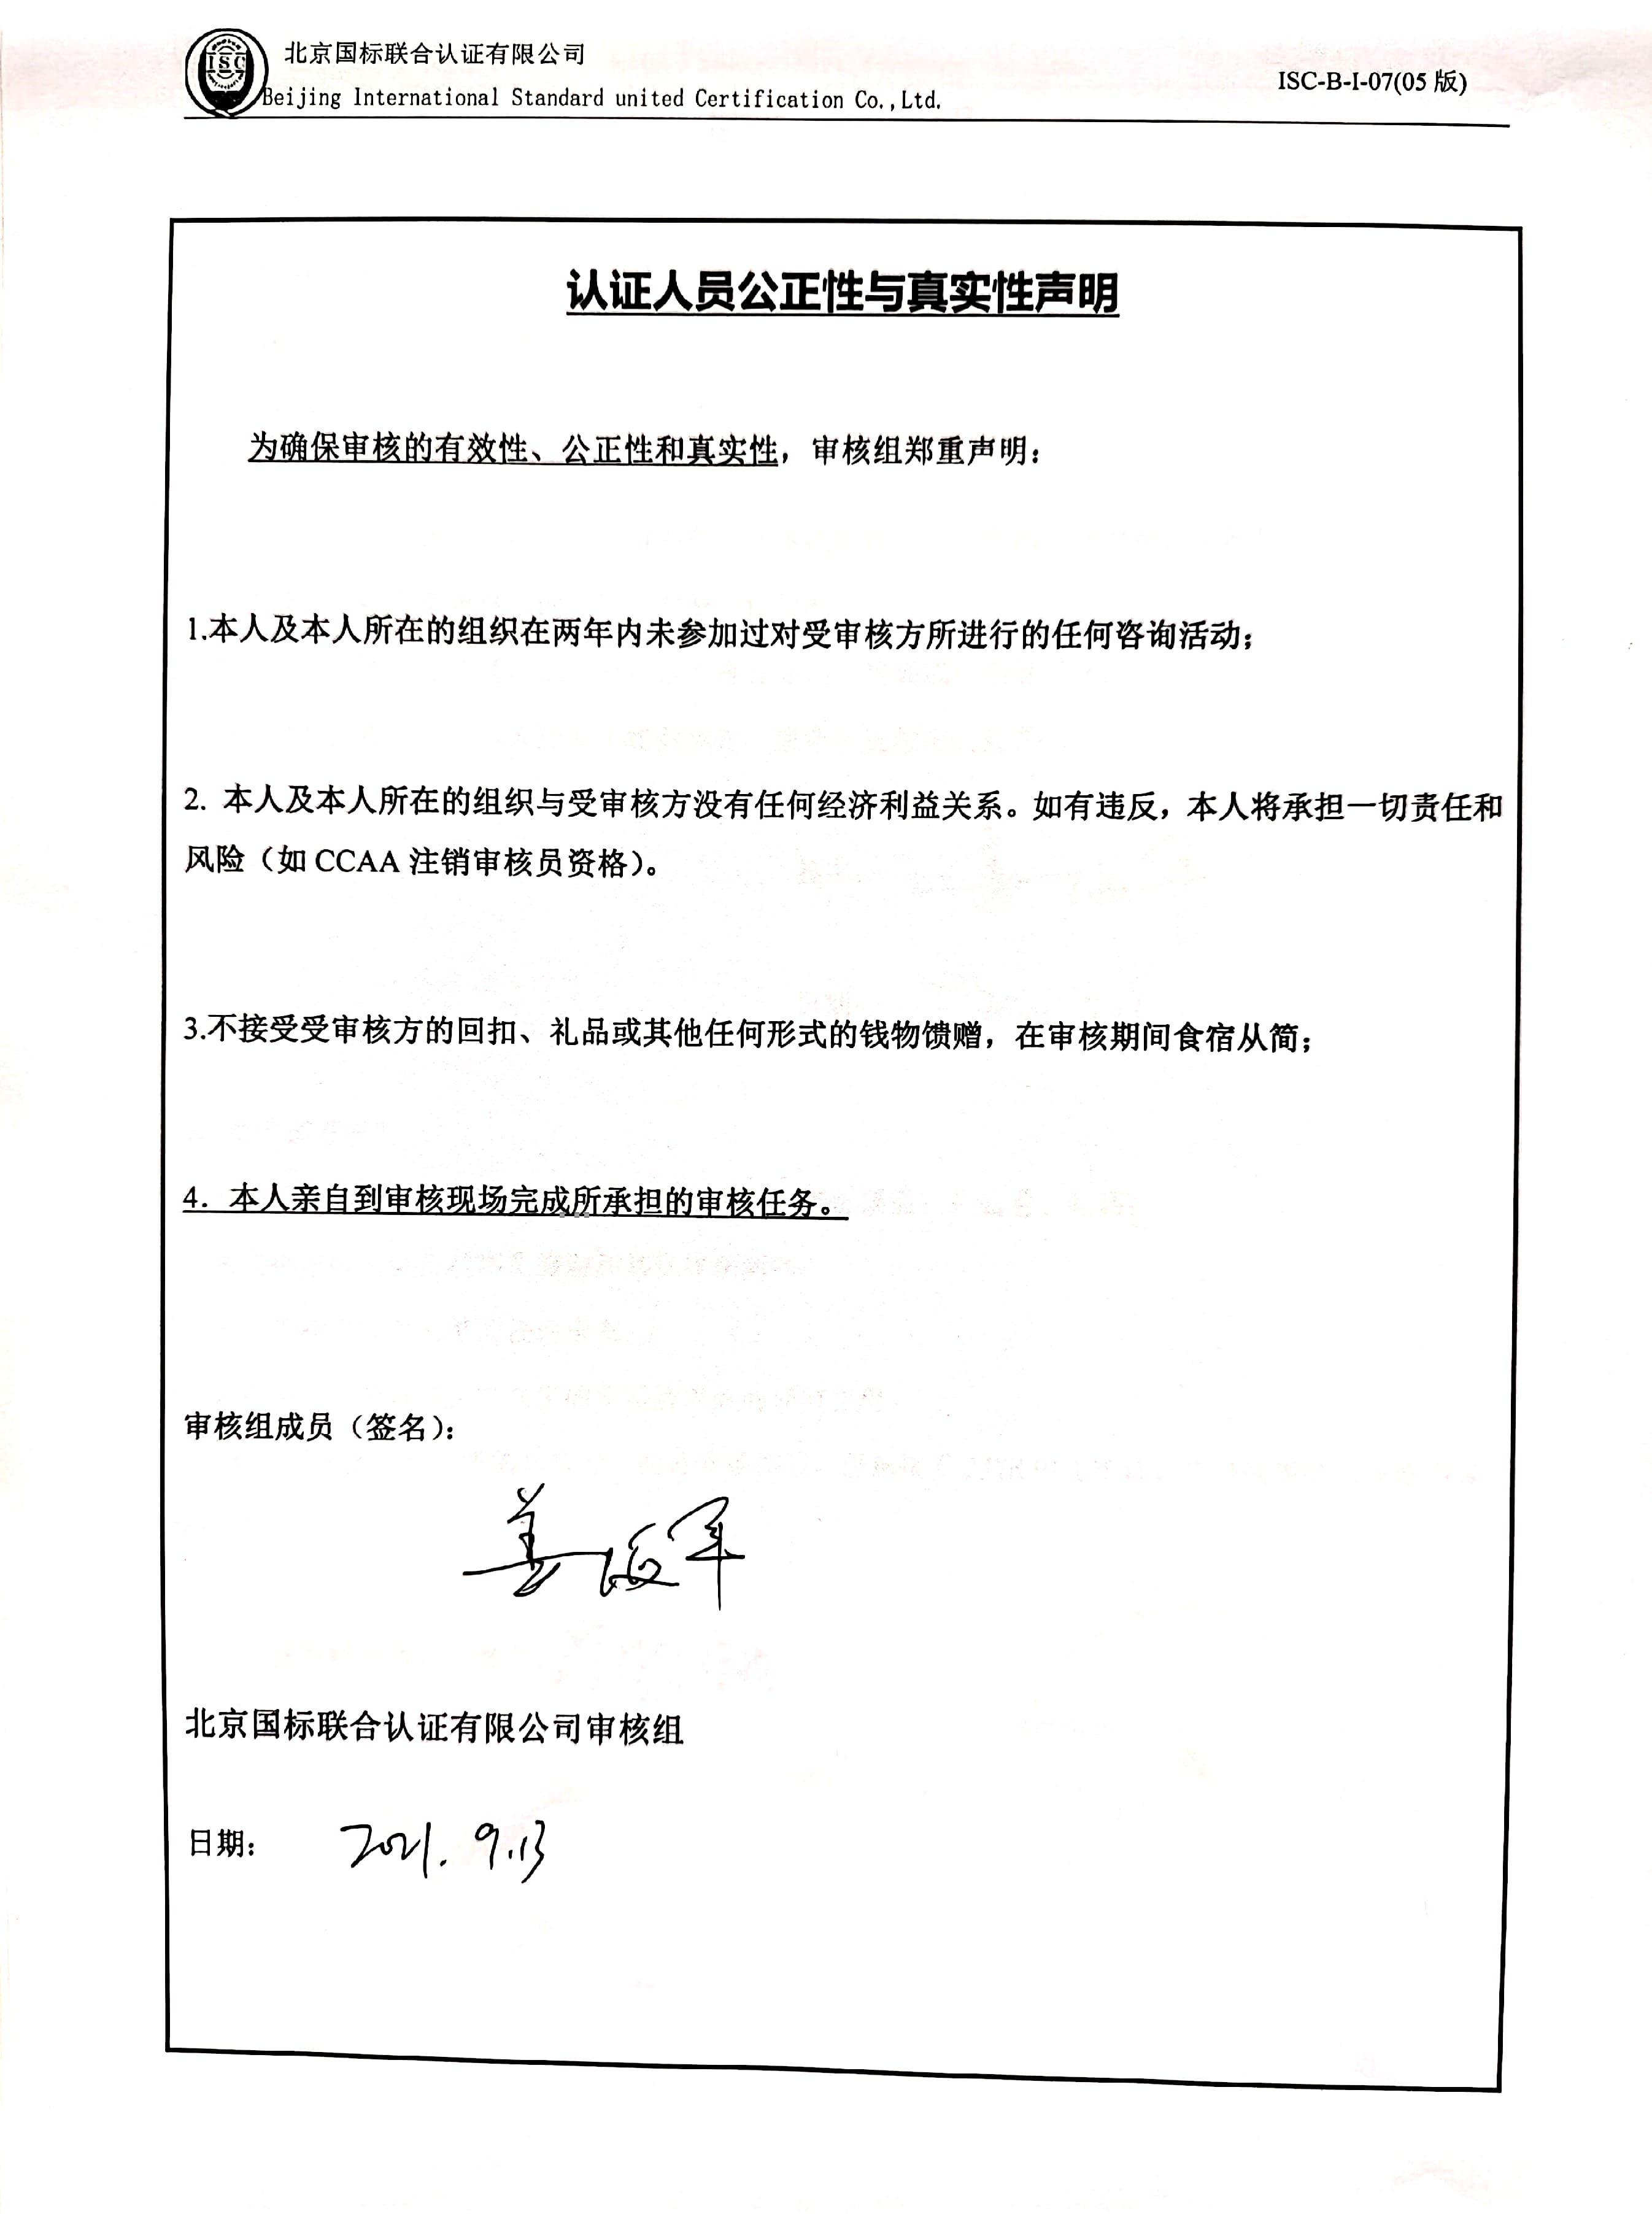 ISC
北京国标联合认证有限公司
Beijing International Standard united Certification Co.,Ltd.
ISC-B-I-07(05 版)
认证人员公正性与真实性声明
为确保审核的有效性、公正性和真实性，审核组郑重声明：
1.本人及本人所在的组织在两年内未参加过对受审核方所进行的任何咨询活动；
2. 本人及本人所在的组织与受审核方没有任何经济利益关系。如有违反，本人将承担一切责任和
风险（如 CCAA 注销审核员资格）。
3.不接受受审核方的回扣、礼品或其他任何形式的钱物馈赠，在审核期间食宿从简；
4. 本人亲自到审核现场完成所承担的审核任务。
审核组成员（签名）：
北京国标联合认证有限公司审核组
日期： 2021. 9.13